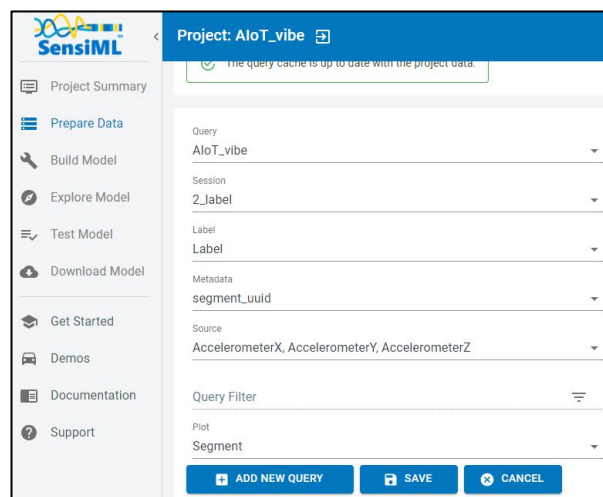 SensiML
Project: AIoT_vibe
The query cache is up to date with the project data.
Project Summary
Prepare Data
Build Model
Explore Model
Test Model
Download Model
Get Started
Demos
Documentation
Support
Query
AIoT_vibe
Session
2_label
Label
Label
Metadata
segment_uuid
Source
AccelerometerX, AccelerometerY, AccelerometerZ
Query Filter
Plot
Segment
ADD NEW QUERY
SAVE
CANCEL